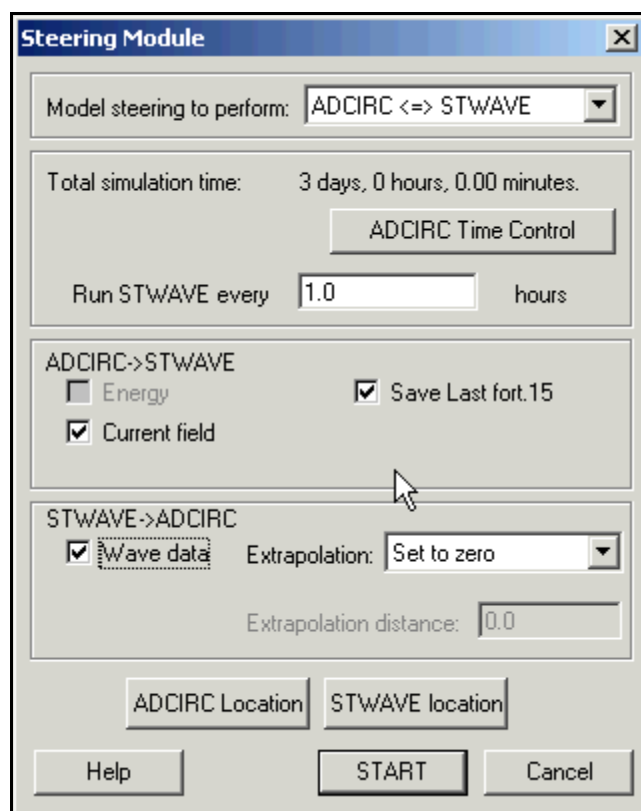 Steering Module
Model steering to perform: ADCIRC <=> STWAVE
Total simulation time: 3 days, 0 hours, 0.00 minutes.
ADCIRC Time Control
Run STWAVE every 1.0 hours
ADCIRC->STWAVE
Energy Save Last fort.15
Current field
STWAVE->ADCIRC
Wave data Extrapolation: Set to zero
Extrapolation distance: 0.0
ADCIRC Location STWAVE location
Help START Cancel